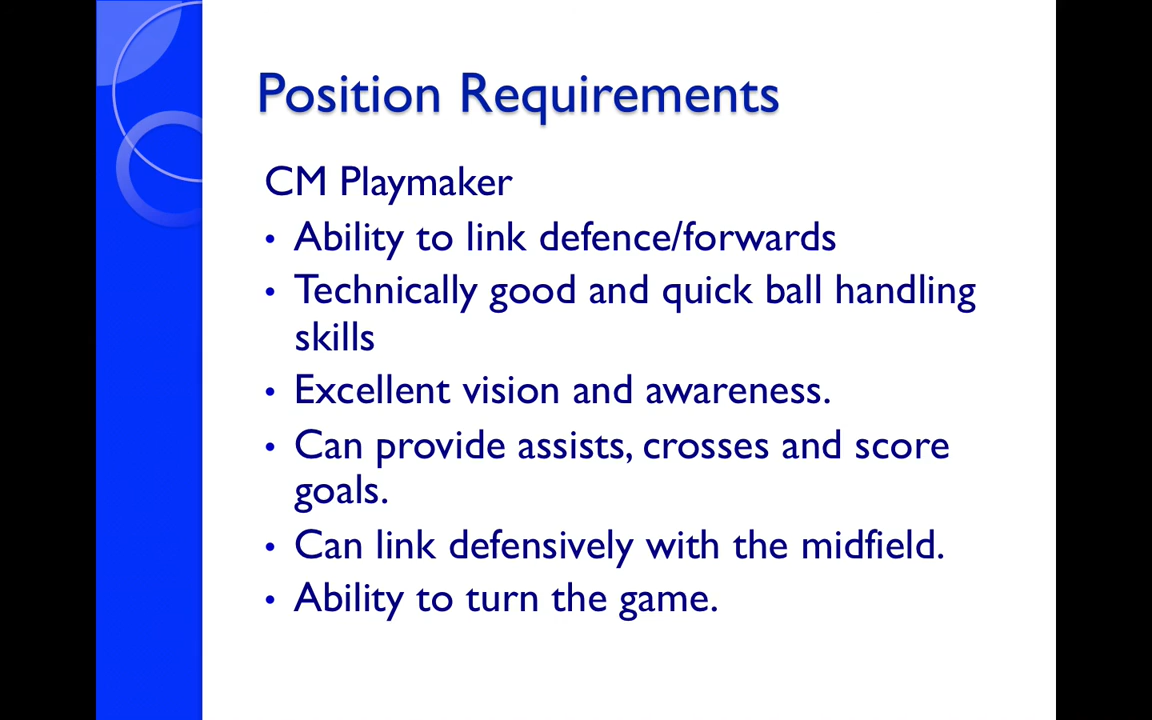 Position Requirements
CM Playmaker
• Ability to link defence/forwards
• Technically good and quick ball handling
skills
• Excellent vision and awareness.
• Can provide assists, crosses and score
goals.
• Can link defensively with the midfield.
• Ability to turn the game.